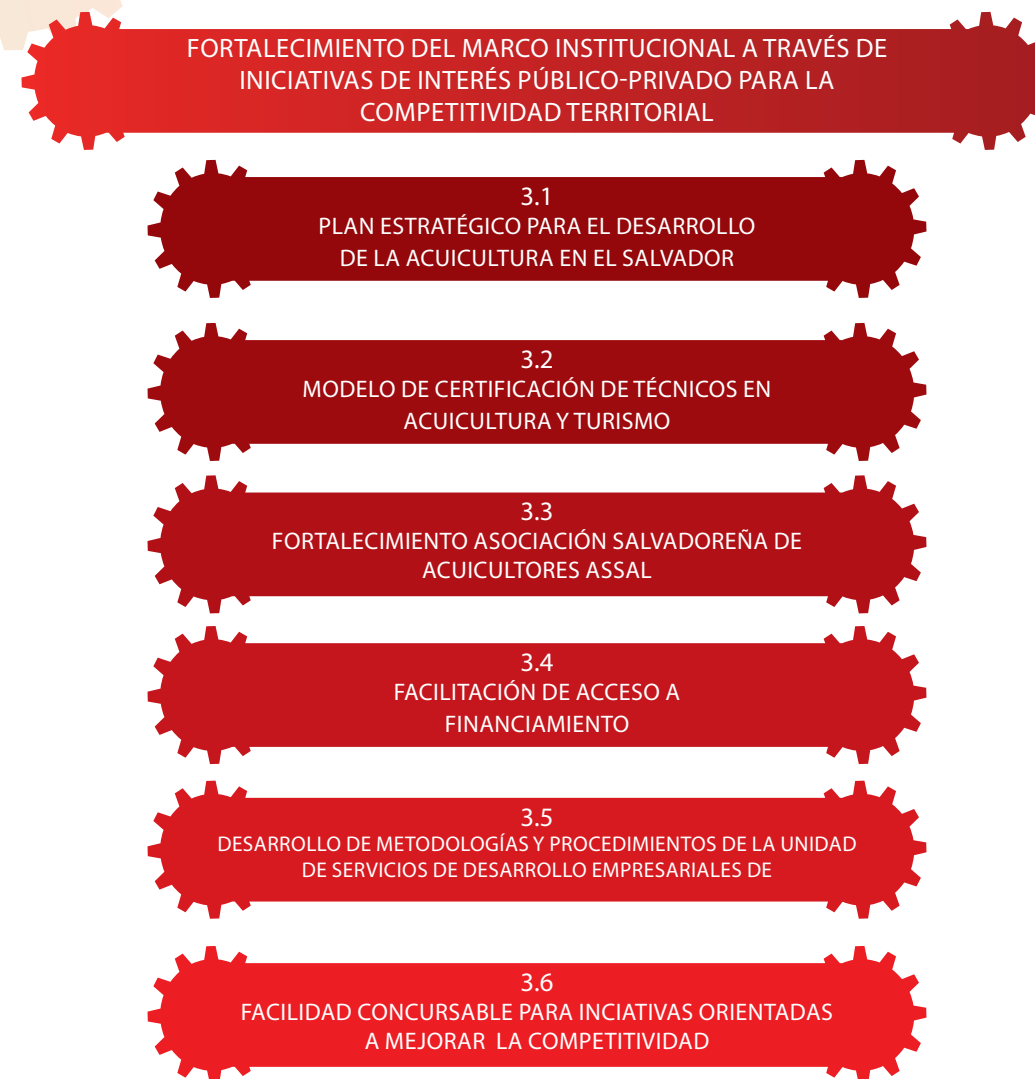 FORTALECIMIENTO DEL MARCO INSTITUCIONAL A TRAVÉS DE
INICIATIVAS DE INTERÉS PÚBLICO-PRIVADO PARA LA
COMPETITIVIDAD TERRITORIAL
3.1
PLAN ESTRATÉGICO PARA EL DESARROLLO
DE LA ACUICULTURA EN EL SALVADOR
3.2
MODELO DE CERTIFICACIÓN DE TÉCNICOS EN
ACUICULTURA Y TURISMO
3.3
FORTALECIMIENTO ASOCIACIÓN SALVADOREÑA DE
ACUICULTORES ASSAL
3.4
FACILITACIÓN DE ACCESO A
FINANCIAMIENTO
3.5
DESARROLLO DE METODOLOGÍAS Y PROCEDIMIENTOS DE LA UNIDAD
DE SERVICIOS DE DESARROLLO EMPRESARIALES DE
3.6
FACILIDAD CONCURSABLE PARA INCIATIVAS ORIENTADAS
A MEJORAR LA COMPETITIVIDAD